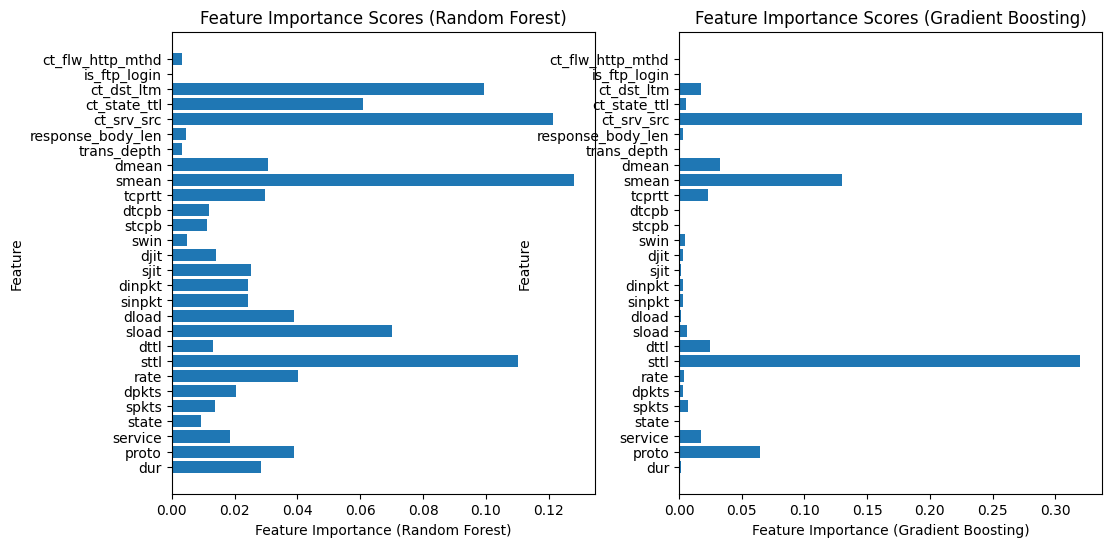 Feature Importance Scores (Random Forest)
Feature
ct_flw_http_mthd
is_ftp_login
ct_dst_ltm
ct_state_ttl
ct_srv_src
response_body_len
trans_depth
dmean
smean
tcprtt
dtcpb
stcpb
swin
djit
sjit
dinpkt
sinpkt
dload
sload
dttl
sttl
rate
dpkts
spkts
state
service
proto
dur
0.00 0.02 0.04 0.06 0.08 0.10 0.12
Feature Importance (Random Forest)
Feature Importance Scores (Gradient Boosting)
Feature
ct_flw_http_mthd
is_ftp_login
ct_dst_ltm
ct_state_ttl
ct_srv_src
response_body_len
trans_depth
dmean
smean
tcprtt
dtcpb
stcpb
swin
djit
sjit
dinpkt
sinpkt
dload
sload
dttl
sttl
rate
dpkts
spkts
state
service
proto
dur
0.00 0.05 0.10 0.15 0.20 0.25 0.30
Feature Importance (Gradient Boosting)